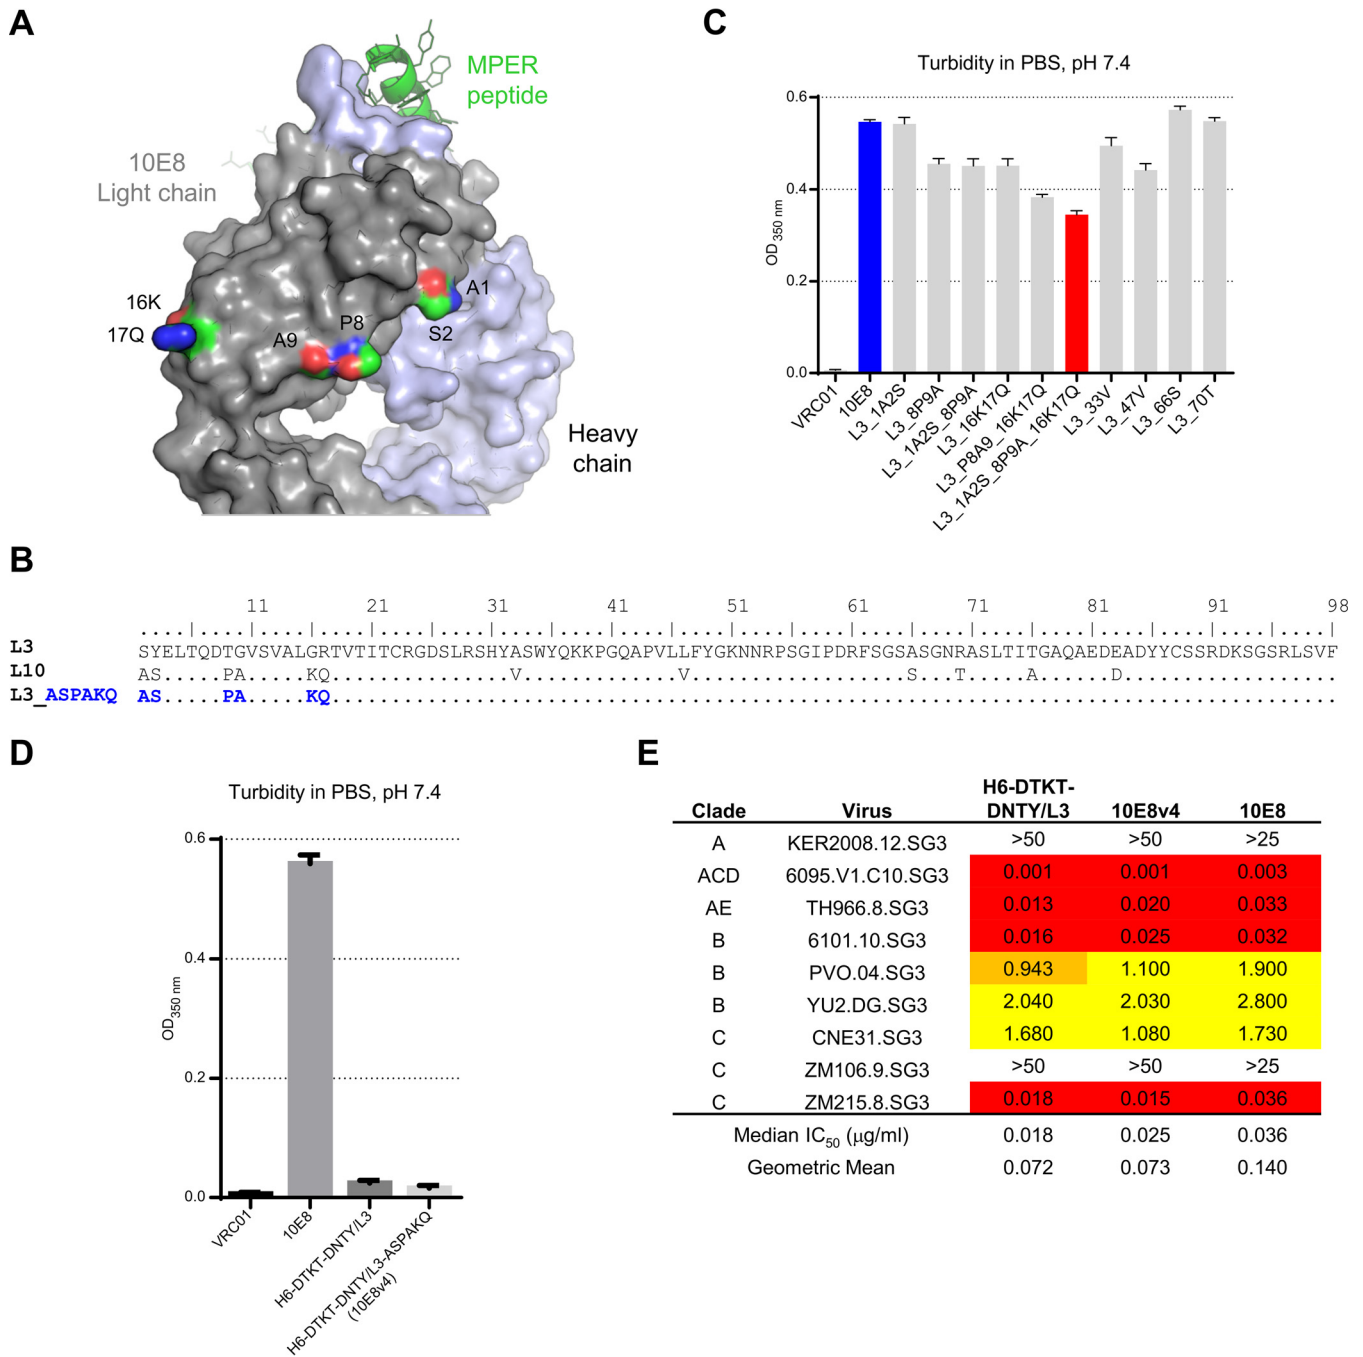 A
MPER
peptide
10E8
Light chain
16K
17Q
A9
P8
A1
S2
Heavy
chain
C
Turbidity in PBS, pH 7.4
0.6
0.4
0.2
0.0
OD350 nm
VRC01
10E8
L3_1A2S
L3_8P9A
L3_1A2S_8P9A
L3_16K17Q
L3_P8A9_16K17Q
L3_1A2S_8P9A_16K17Q
L3_33V
L3_47V
L3_66S
L3_70T
B
11 21 31 41 51 61 71 81 91 98
L3 SYELTQDTGVSVALGRTVTITCRGDSLRSHYASWYQKKPGQAPVLLFYGKNNRPSGIPDRFSGSASGNRASLTITGAQAEDEADYYCSSRDKSGSRLSVF
L10 AS.....PA.....KQ...............V.............V..................S...T.....A......D..................
L3_ASPAKQ AS.....PA.....KQ...................................................................................
D
Turbidity in PBS, pH 7.4
0.6
0.4
0.2
0.0
OD350 nm
VRC01
10E8
H6-DTKT-DNTY/L3
H6-DTKT-DNTY/L3-ASPAKQ
(10E8v4)
E
H6-DTKT-
Clade Virus DNTY/L3 10E8v4 10E8
A KER2008.12.SG3 >50 >50 >25
ACD 6095.V1.C10.SG3 0.001 0.001 0.003
AE TH966.8.SG3 0.013 0.020 0.033
B 6101.10.SG3 0.016 0.025 0.032
B PVO.04.SG3 0.943 1.100 1.900
B YU2.DG.SG3 2.040 2.030 2.800
C CNE31.SG3 1.680 1.080 1.730
C ZM106.9.SG3 >50 >50 >25
C ZM215.8.SG3 0.018 0.015 0.036
Median IC50 (µg/ml) 0.018 0.025 0.036
Geometric Mean 0.072 0.073 0.140